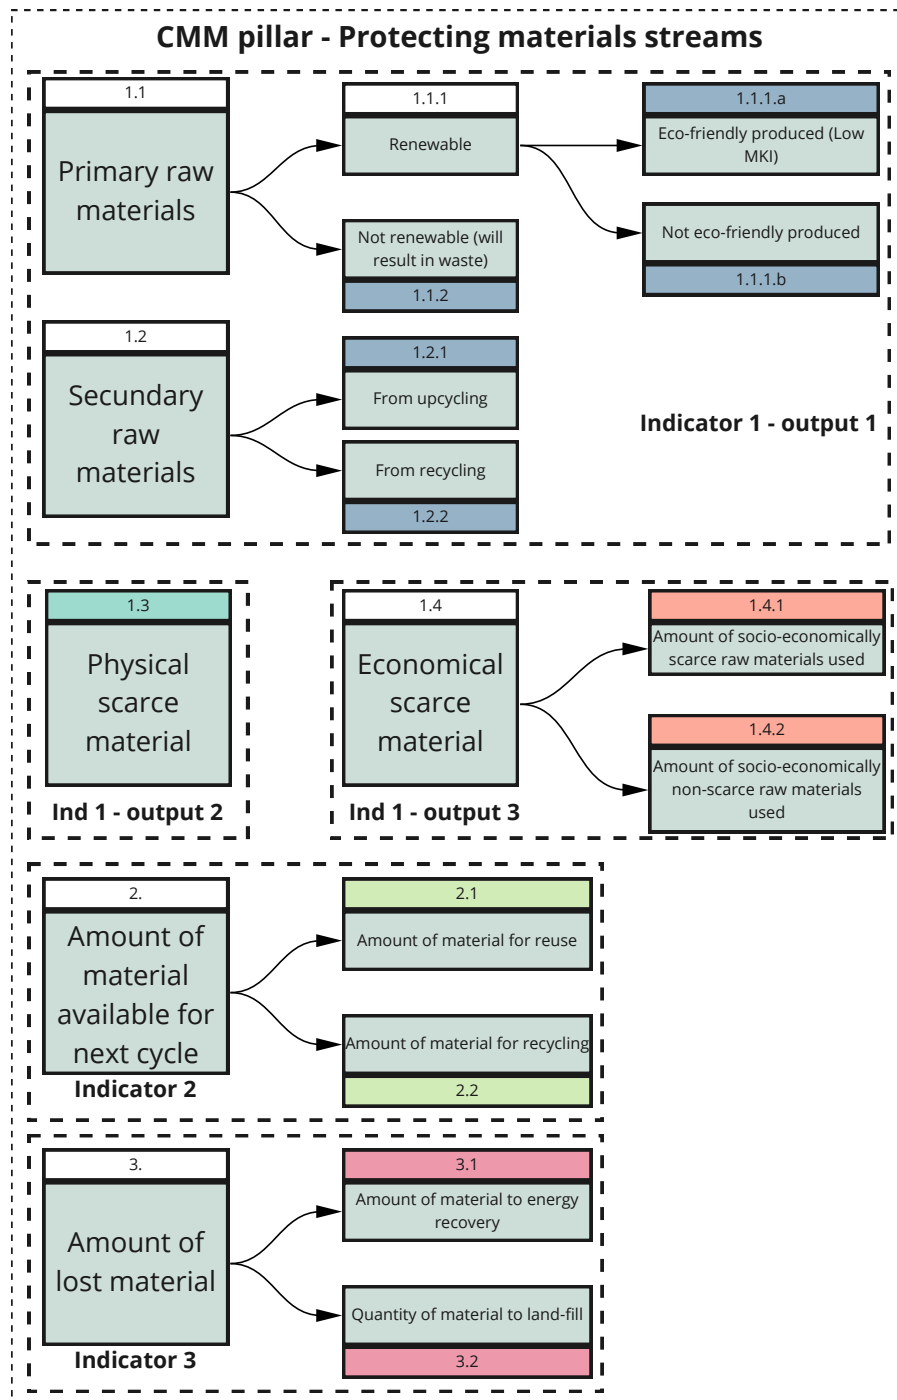 CMM pillar - Protecting materials streams
1.1
Primary raw
materials
1.1.1
Renewable
1.1.1.a
Eco-friendly produced (Low
MKI)
Not eco-friendly produced
1.1.1.b
Not renewable (will
result in waste)
1.1.2
1.2
Secundary
raw
materials
1.2.1
From upcycling
From recycling
1.2.2
Indicator 1 - output 1
1.3
Physical
scarce
material
Ind 1 - output 2
1.4
Economical
scarce
material
Ind 1 - output 3
1.4.1
Amount of socio-economically
scarce raw materials used
1.4.2
Amount of socio-economically
non-scarce raw materials
used
2.
Amount of
material
available for
next cycle
Indicator 2
2.1
Amount of material for reuse
Amount of material for recycling
2.2
3.
Amount of
lost material
Indicator 3
3.1
Amount of material to energy
recovery
Quantity of material to land-fill
3.2